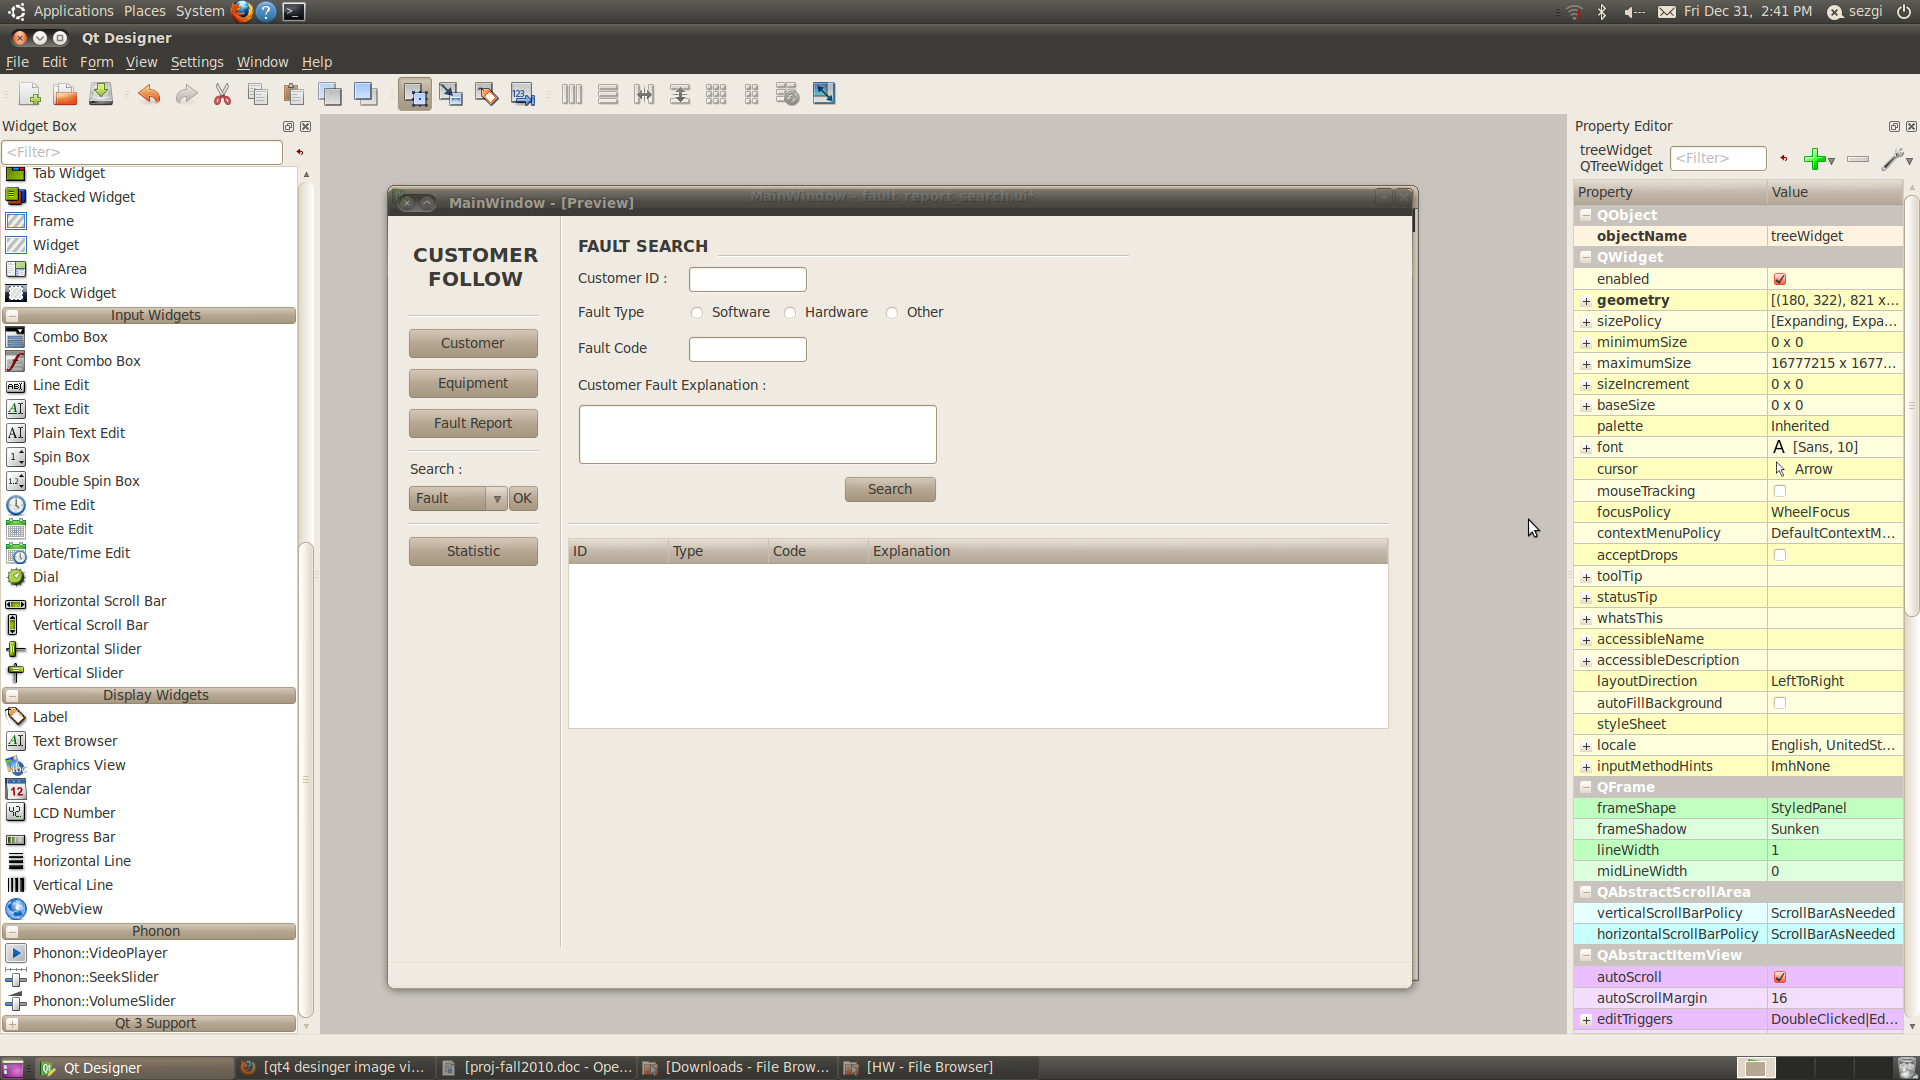 Applications Places System
Fri Dec 31, 2:41 PM sezgi
Qt Designer
File Edit Form View Settings Window Help
Widget Box
<Filter>
Tab Widget
Stacked Widget
Frame
Widget
MdiArea
Dock Widget
Input Widgets
Combo Box
Font Combo Box
Line Edit
Text Edit
Plain Text Edit
Spin Box
Double Spin Box
Time Edit
Date Edit
Date/Time Edit
Dial
Horizontal Scroll Bar
Vertical Scroll Bar
Horizontal Slider
Vertical Slider
Display Widgets
Label
Text Browser
Graphics View
Calendar
LCD Number
Progress Bar
Horizontal Line
Vertical Line
QWebView
Phonon
Phonon::VideoPlayer
Phonon::SeekSlider
Phonon::VolumeSlider
Qt 3 Support
MainWindow - fault_report_search.ui*
MainWindow - [Preview]
CUSTOMER
FOLLOW
Customer
Equipment
Fault Report
Search :
Fault OK
Statistic
FAULT SEARCH
Customer ID :
Fault Type Software Hardware Other
Fault Code
Customer Fault Explanation :
Search
ID Type Code Explanation
Property Editor
treeWidget
QTreeWidget
<Filter>
Property Value
QObject
objectName treeWidget
QWidget
enabled
geometry [(180, 322), 821 x...
sizePolicy [Expanding, Expa...
minimumSize 0 x 0
maximumSize 16777215 x 1677...
sizeIncrement 0 x 0
baseSize 0 x 0
palette Inherited
font A [Sans, 10]
cursor Arrow
mouseTracking
focusPolicy WheelFocus
contextMenuPolicy DefaultContextM...
acceptDrops
toolTip
statusTip
whatsThis
accessibleName
accessibleDescription
layoutDirection LeftToRight
autoFillBackground
styleSheet
locale English, UnitedSt...
inputMethodHints ImhNone
QFrame
frameShape StyledPanel
frameShadow Sunken
lineWidth 1
midLineWidth 0
QAbstractScrollArea
verticalScrollBarPolicy ScrollBarAsNeeded
horizontalScrollBarPolicy ScrollBarAsNeeded
QAbstractItemView
autoScroll
autoScrollMargin 16
editTriggers DoubleClicked|Ed...
Qt Designer [qt4 desinger image vi... [proj-fall2010.doc - Ope... [Downloads - File Brow... [HW - File Browser]